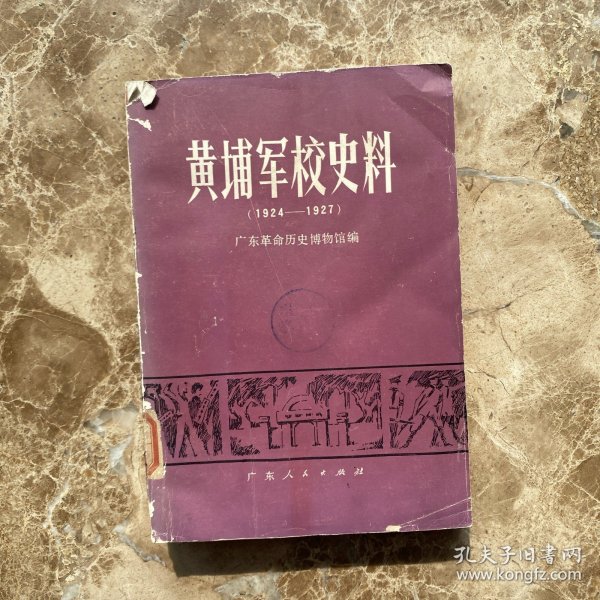 黄埔军校史料
(1924——1927)
广东革命历史博物馆编
广东人民出版社
孔夫子旧书网
www.kongfz.com